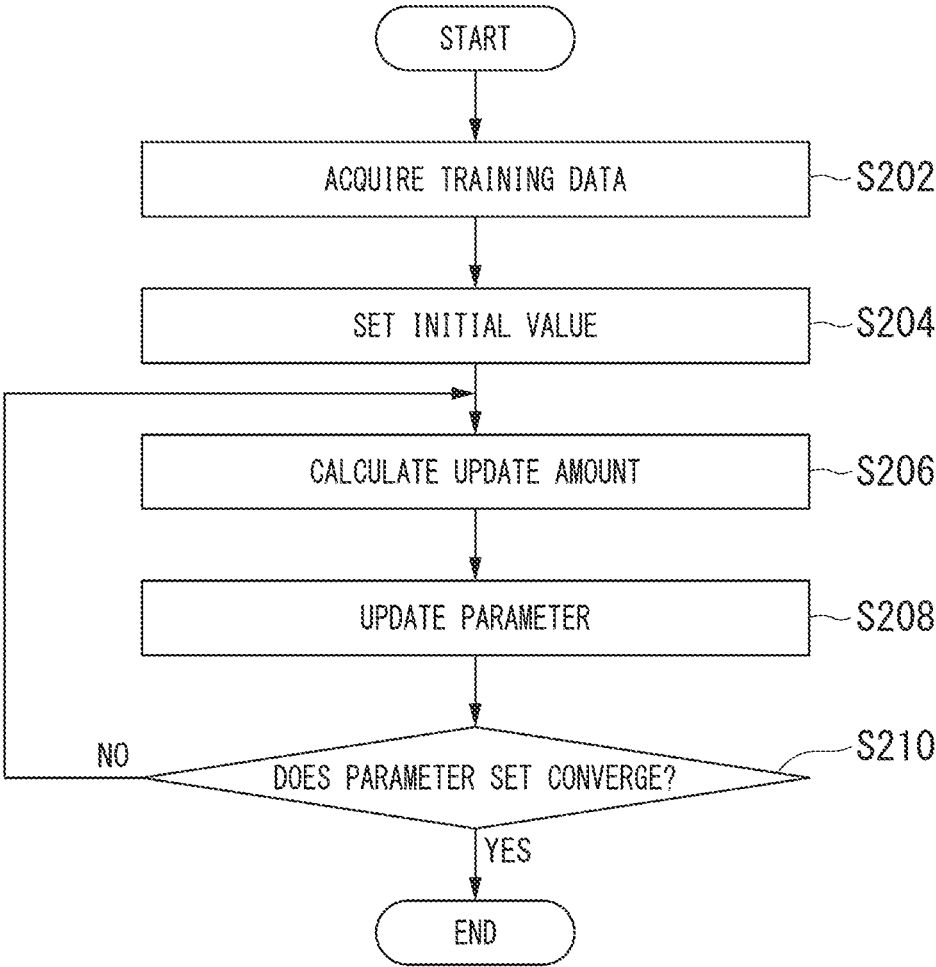 START
ACQUIRE TRAINING DATA
S202
SET INITIAL VALUE
S204
CALCULATE UPDATE AMOUNT
S206
UPDATE PARAMETER
S208
DOES PARAMETER SET CONVERGE?
S210
NO
YES
END